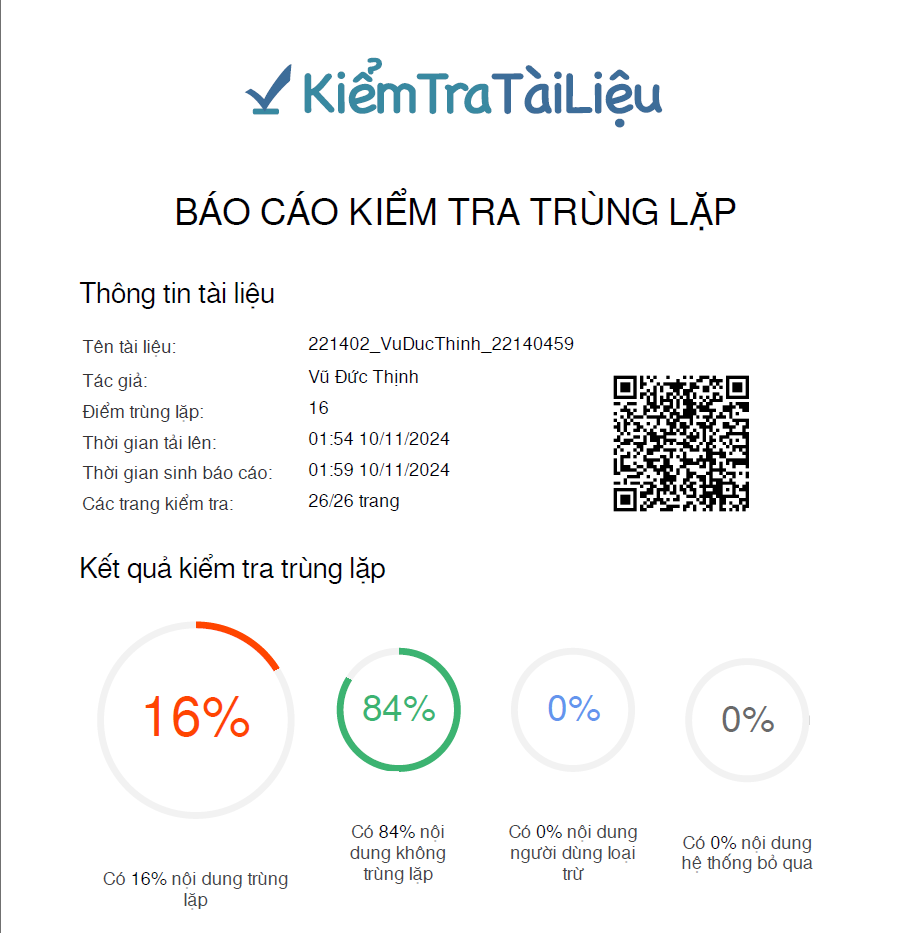 KiểmTraTàiLiệu
BÁO CÁO KIỂM TRA TRÙNG LẶP
Thông tin tài liệu
Tên tài liệu: 221402_VuDucThinh_22140459
Tác giả: Vũ Đức Thịnh
Điểm trùng lặp: 16
Thời gian tải lên: 01:54 10/11/2024
Thời gian sinh báo cáo: 01:59 10/11/2024
Các trang kiểm tra: 26/26 trang
Kết quả kiểm tra trùng lặp
16%
Có 16% nội dung trùng
lặp
84%
Có 84% nội
dung không
trùng lặp
0%
Có 0% nội dung
người dùng loại
trừ
0%
Có 0% nội dung
hệ thống bỏ qua